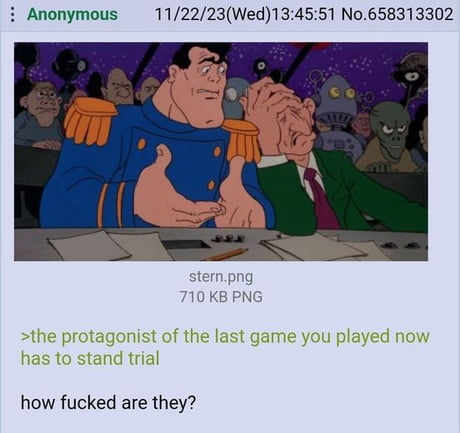 Anonymous 11/22/23(Wed)13:45:51 No.658313302
stern.png
710 KB PNG
>the protagonist of the last game you played now
has to stand trial
how fucked are they?